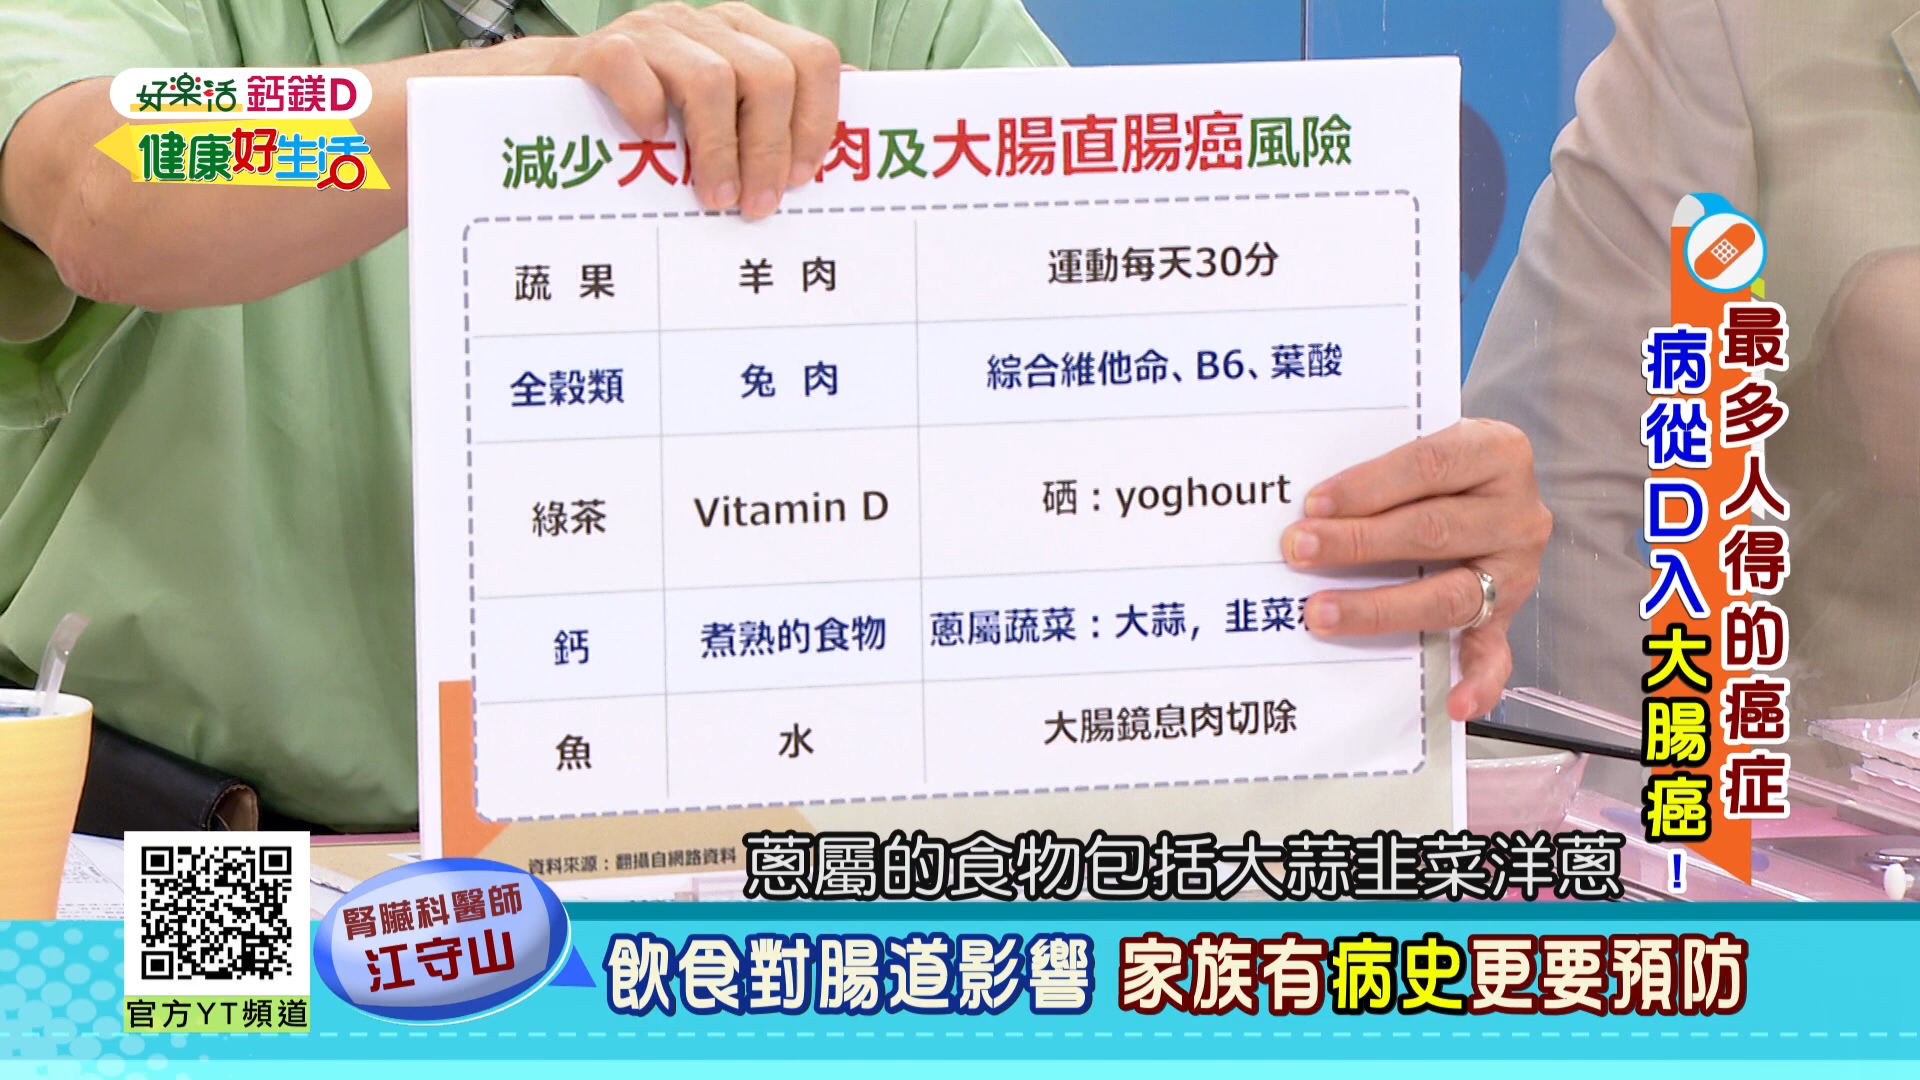 好樂活 鈣鎂D
健康好生活
減少大 肉及大腸直腸癌風險
蔬 果 羊 肉 運動每天30分
全穀類 兔 肉 綜合維他命、B6、葉酸
綠茶 Vitamin D 硒：yoghourt
鈣 煮熟的食物 蔥屬蔬菜：大蒜，韭菜
魚 水 大腸鏡息肉切除
資料來源：翻攝自網路資料
最多人得的癌症
病從D入大腸癌！
蔥屬的食物包括大蒜韭菜洋蔥
腎臟科醫師
江守山
飲食對腸道影響 家族有病史更要預防
官方YT頻道